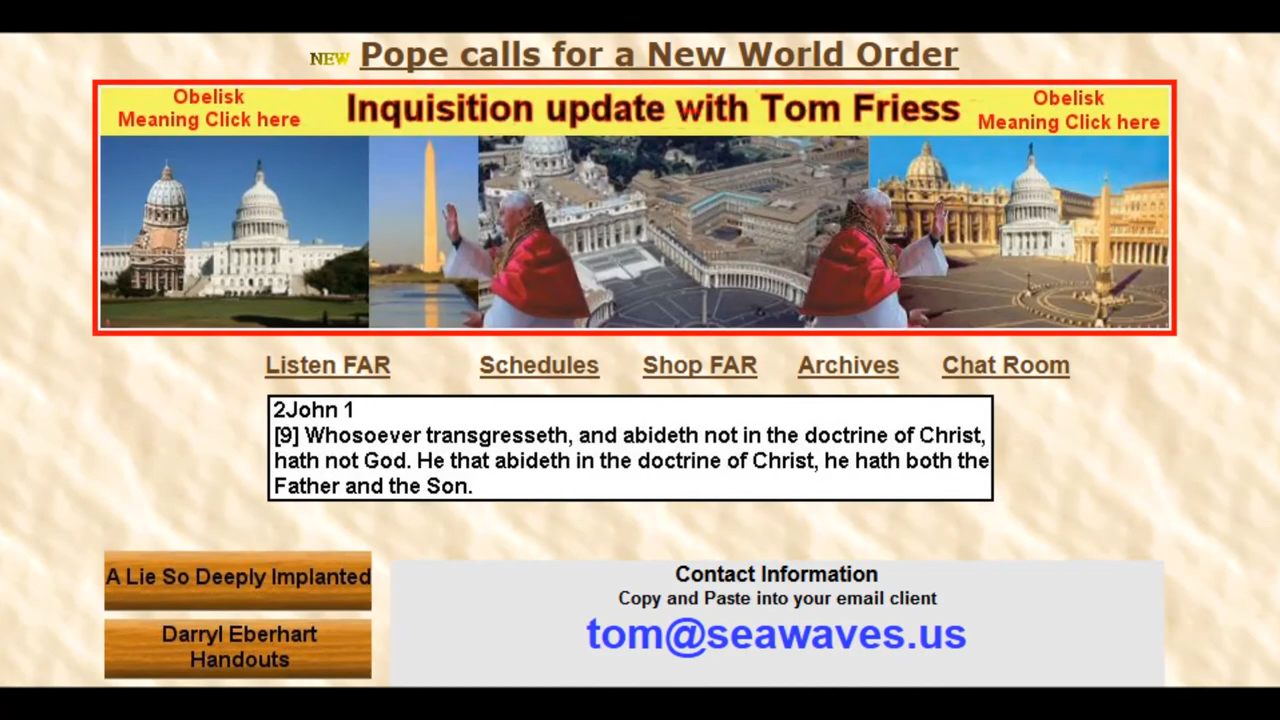 NEW Pope calls for a New World Order
Obelisk
Meaning Click here
Inquisition update with Tom Friess
Obelisk
Meaning Click here
Listen FAR Schedules Shop FAR Archives Chat Room
2John 1
[9] Whosoever transgresseth, and abideth not in the doctrine of Christ,
hath not God. He that abideth in the doctrine of Christ, he hath both the
Father and the Son.
A Lie So Deeply Implanted
Darryl Eberhart
Handouts
Contact Information
Copy and Paste into your email client
tom@seawaves.us